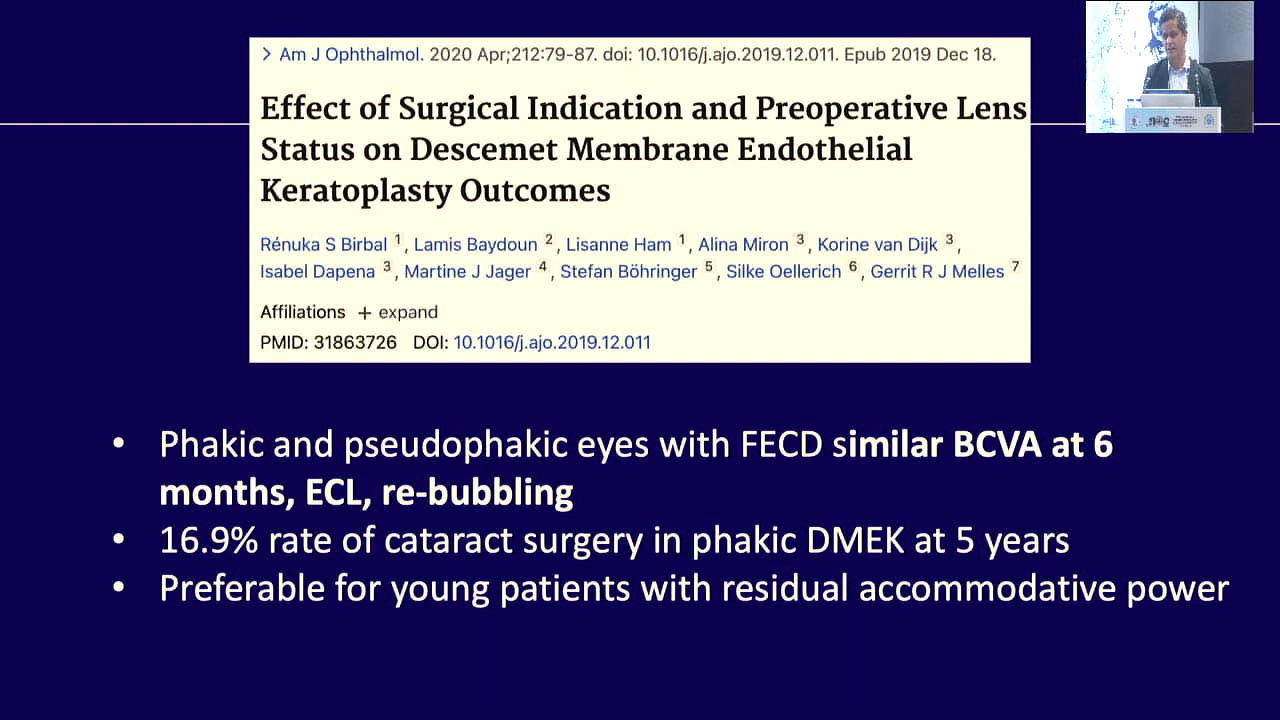 > Am J Ophthalmol. 2020 Apr;212:79-87. doi: 10.1016/j.ajo.2019.12.011. Epub 2019 Dec 18.
Effect of Surgical Indication and Preoperative Lens
Status on Descemet Membrane Endothelial
Keratoplasty Outcomes
Rénuka S Birbal 1, Lamis Baydoun 2, Lisanne Ham 1, Alina Miron 3, Korine van Dijk 3,
Isabel Dapena 3, Martine J Jager 4, Stefan Böhringer 5, Silke Oellerich 6, Gerrit R J Melles 7
Affiliations + expand
PMID: 31863726 DOI: 10.1016/j.ajo.2019.12.011
• Phakic and pseudophakic eyes with FECD similar BCVA at 6
months, ECL, re-bubbling
• 16.9% rate of cataract surgery in phakic DMEK at 5 years
• Preferable for young patients with residual accommodative power